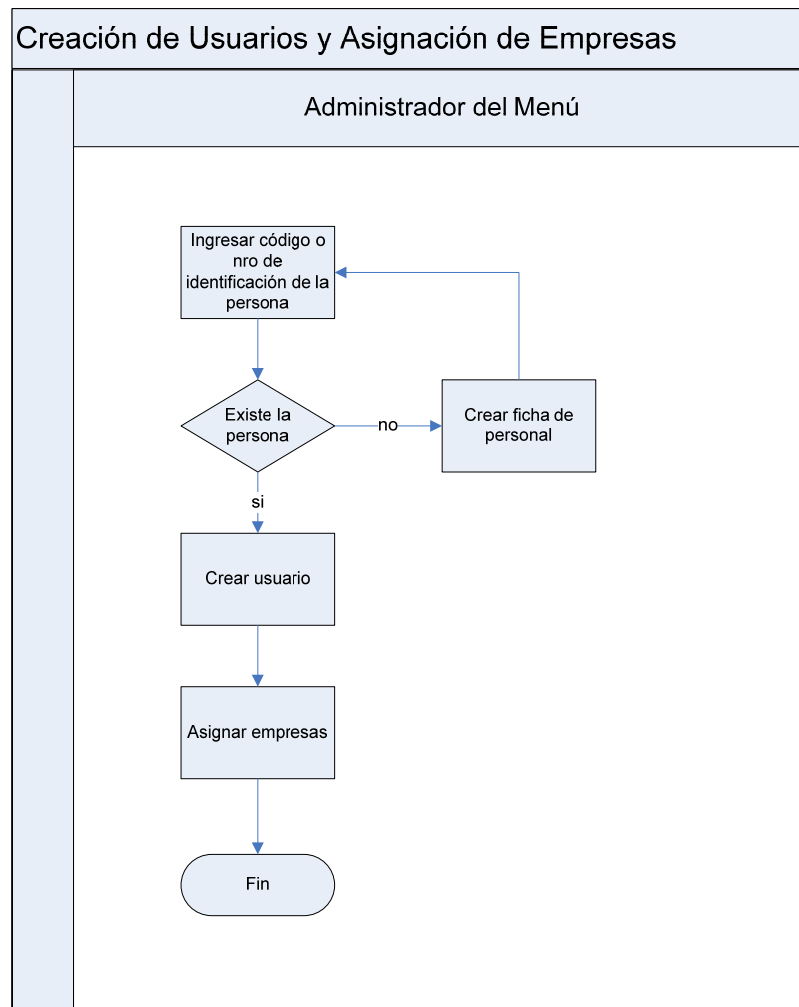 Creación de Usuarios y Asignación de Empresas
Administrador del Menú
Ingresar código o
nro de
identificación de la
persona
Existe la
persona
no
Crear ficha de
personal
si
Crear usuario
Asignar empresas
Fin